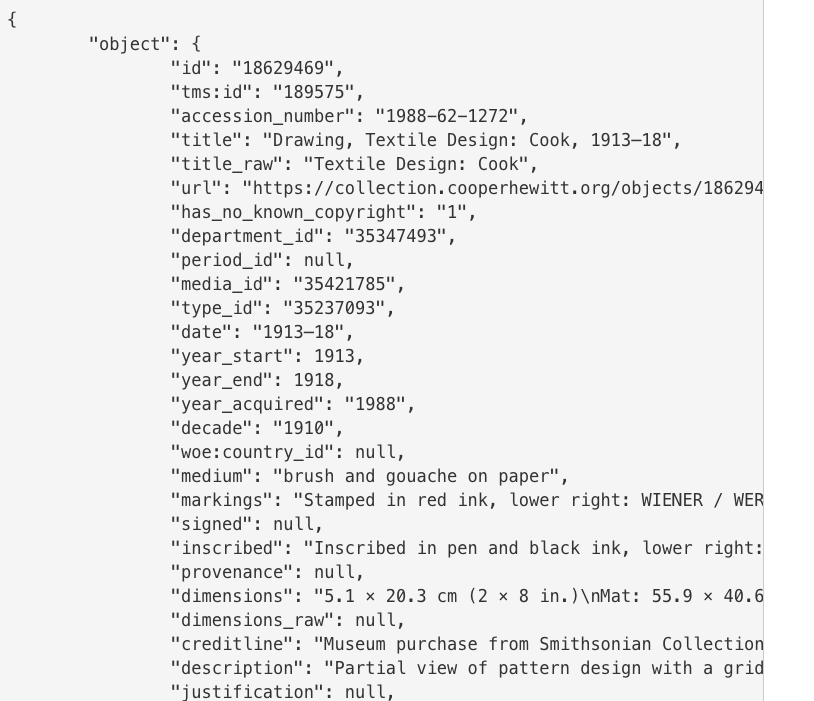 {
"object": {
"id": "18629469",
"tms:id": "189575",
"accession_number": "1988-62-1272",
"title": "Drawing, Textile Design: Cook, 1913–18",
"title_raw": "Textile Design: Cook",
"url": "https://collection.cooperhewitt.org/objects/186294
"has_no_known_copyright": "1",
"department_id": "35347493",
"period_id": null,
"media_id": "35421785",
"type_id": "35237093",
"date": "1913–18",
"year_start": 1913,
"year_end": 1918,
"year_acquired": "1988",
"decade": "1910",
"woe:country_id": null,
"medium": "brush and gouache on paper",
"markings": "Stamped in red ink, lower right: WIENER / WER
"signed": null,
"inscribed": "Inscribed in pen and black ink, lower right:
"provenance": null,
"dimensions": "5.1 × 20.3 cm (2 × 8 in.)\nMat: 55.9 × 40.6
"dimensions_raw": null,
"creditline": "Museum purchase from Smithsonian Collection
"description": "Partial view of pattern design with a grid
"justification": null,